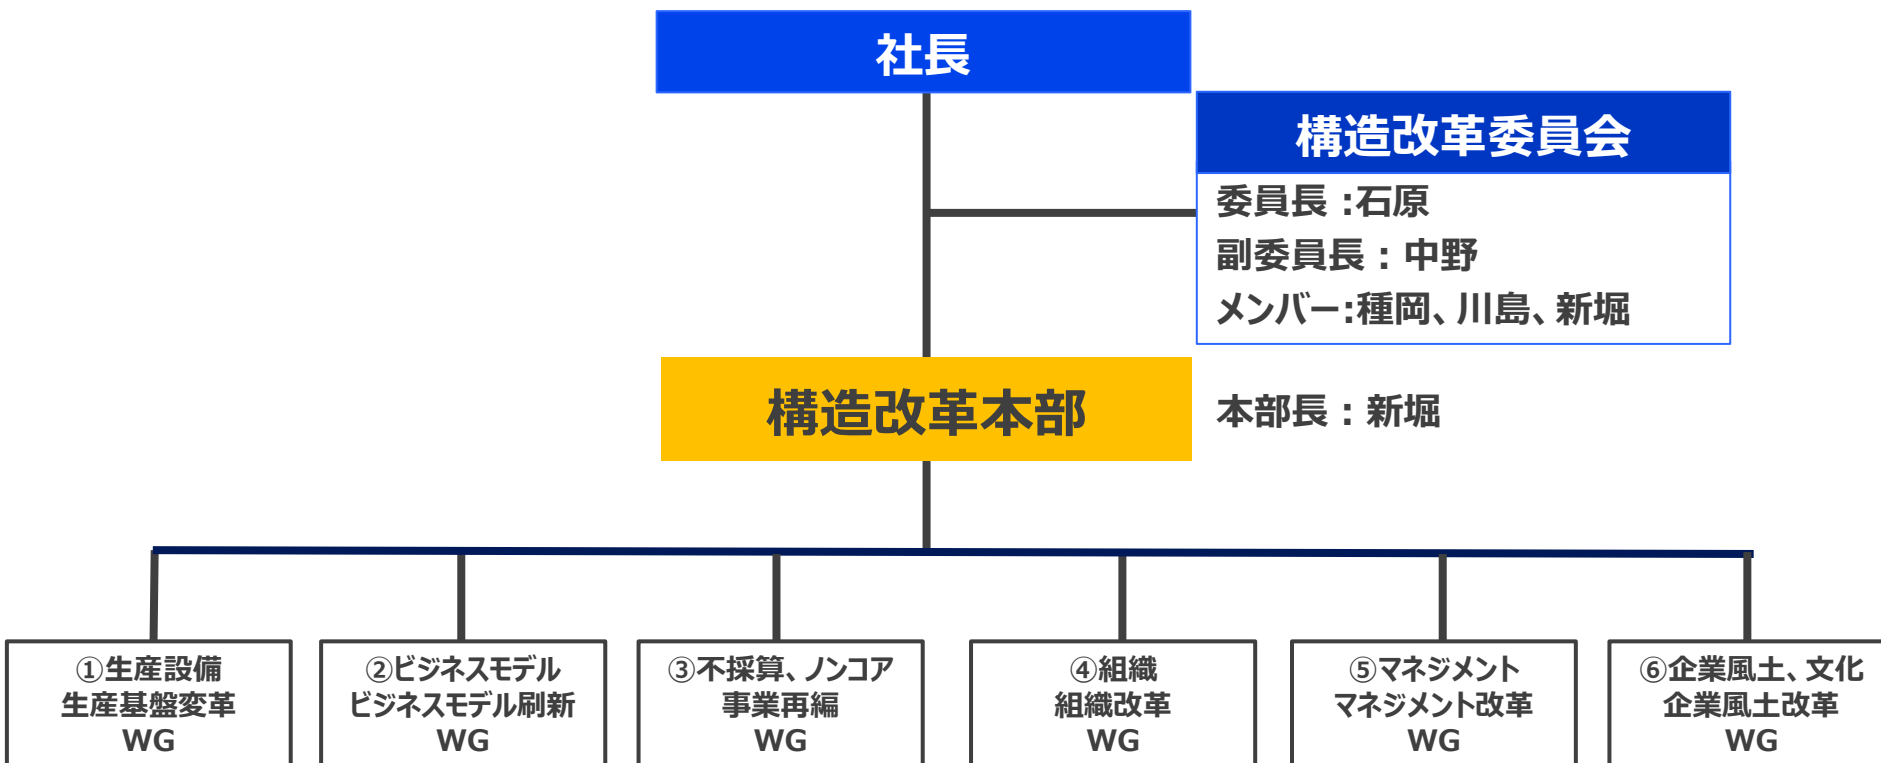 社長
構造改革委員会
委員長:石原
副委員長：中野
メンバー:種岡、川島、新堀
構造改革本部
本部長：新堀
①生産設備
生産基盤変革
WG
②ビジネスモデル
ビジネスモデル刷新
WG
③不採算、ノンコア
事業再編
WG
④組織
組織改革
WG
⑤マネジメント
マネジメント改革
WG
⑥企業風土、文化
企業風土改革
WG